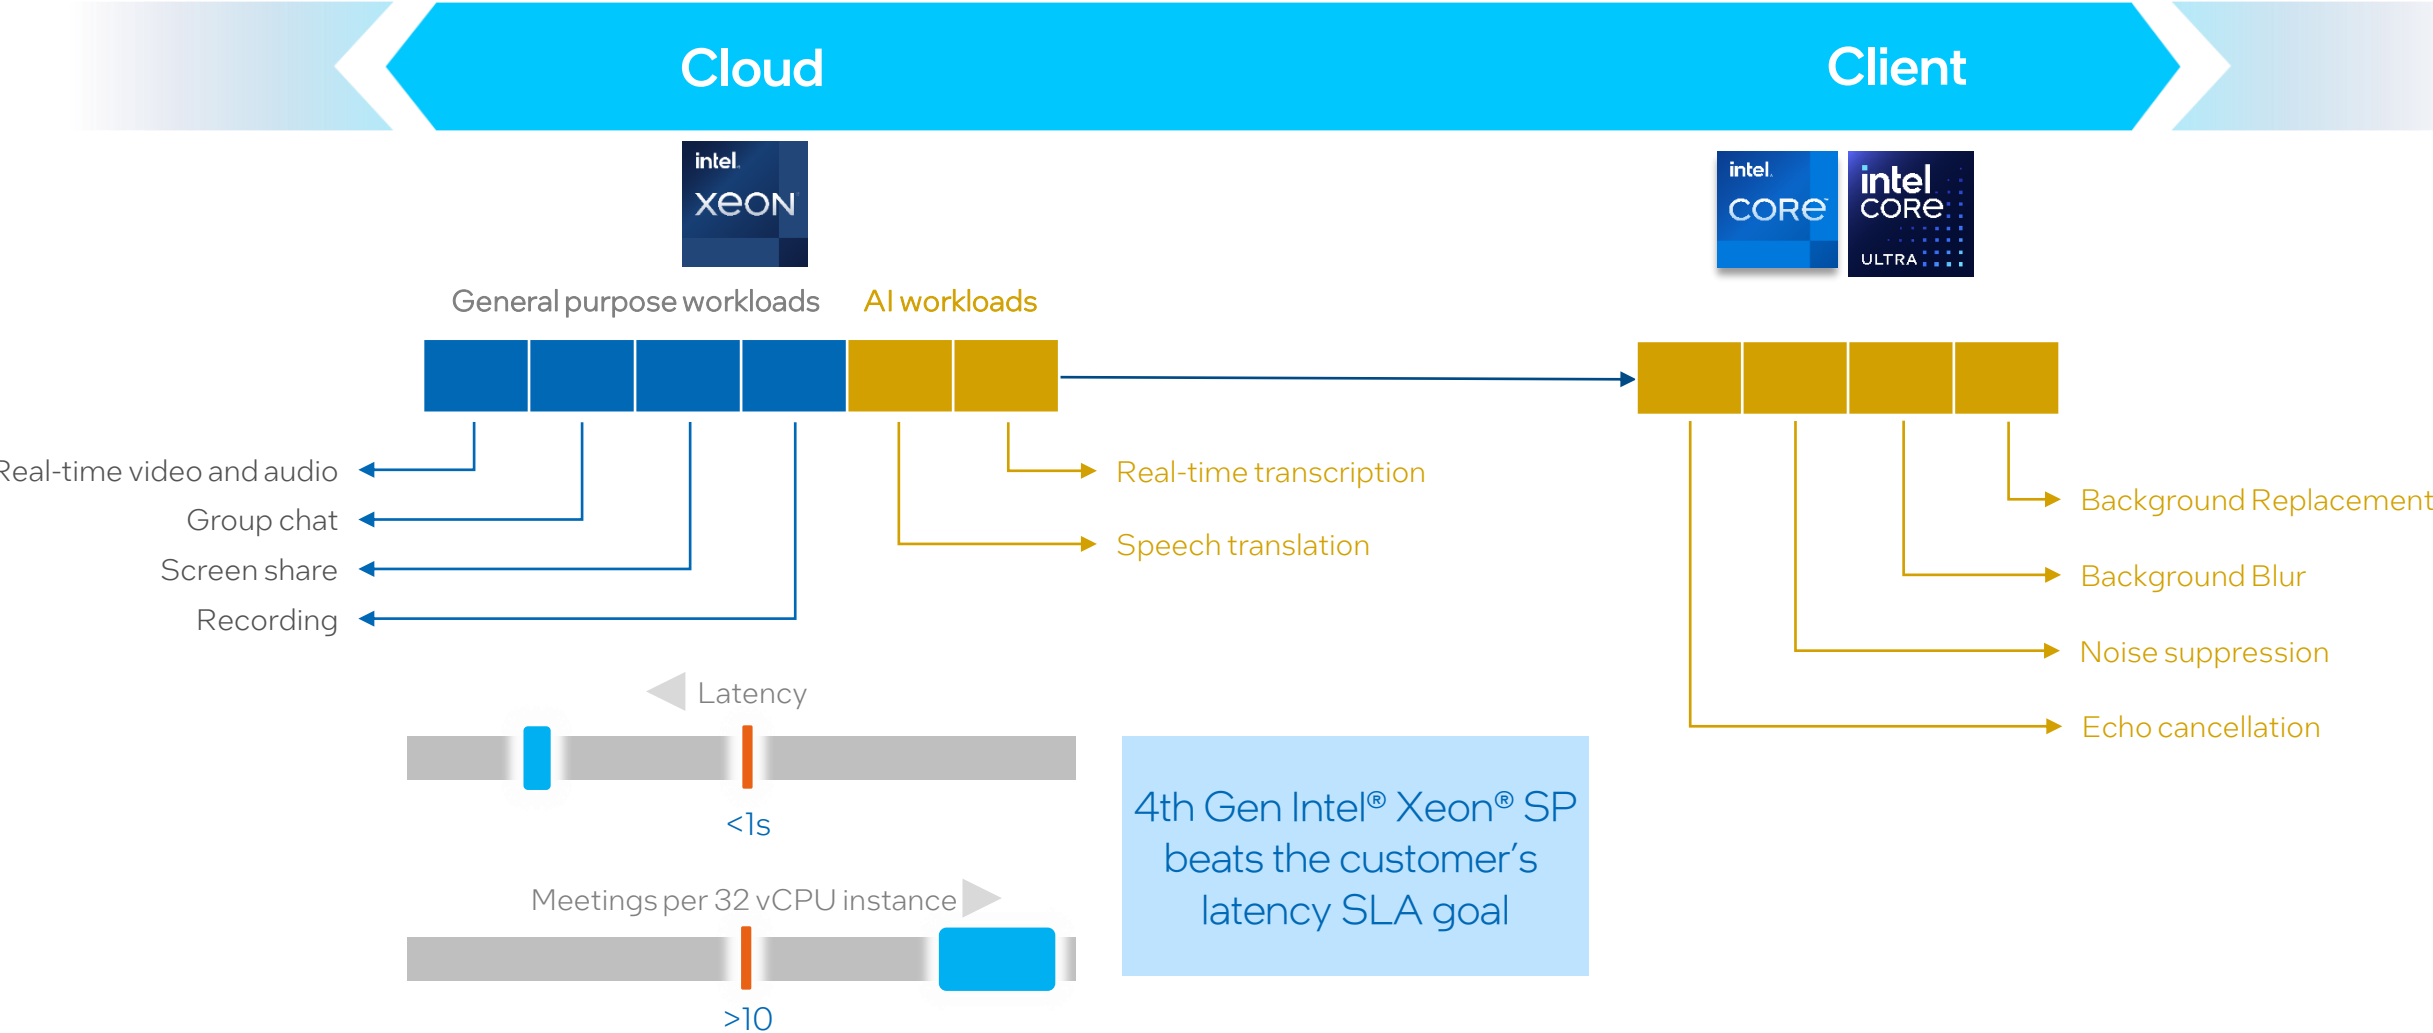 Cloud
Client
intel.
xeon
intel.
CORe™
intel
CORe
ULTRA
General purpose workloads
AI workloads
Real-time video and audio
Group chat
Screen share
Recording
Real-time transcription
Speech translation
Background Replacement
Background Blur
Noise suppression
Echo cancellation
Latency
<1s
Meetings per 32 vCPU instance
>10
4th Gen Intel® Xeon® SP
beats the customer’s
latency SLA goal